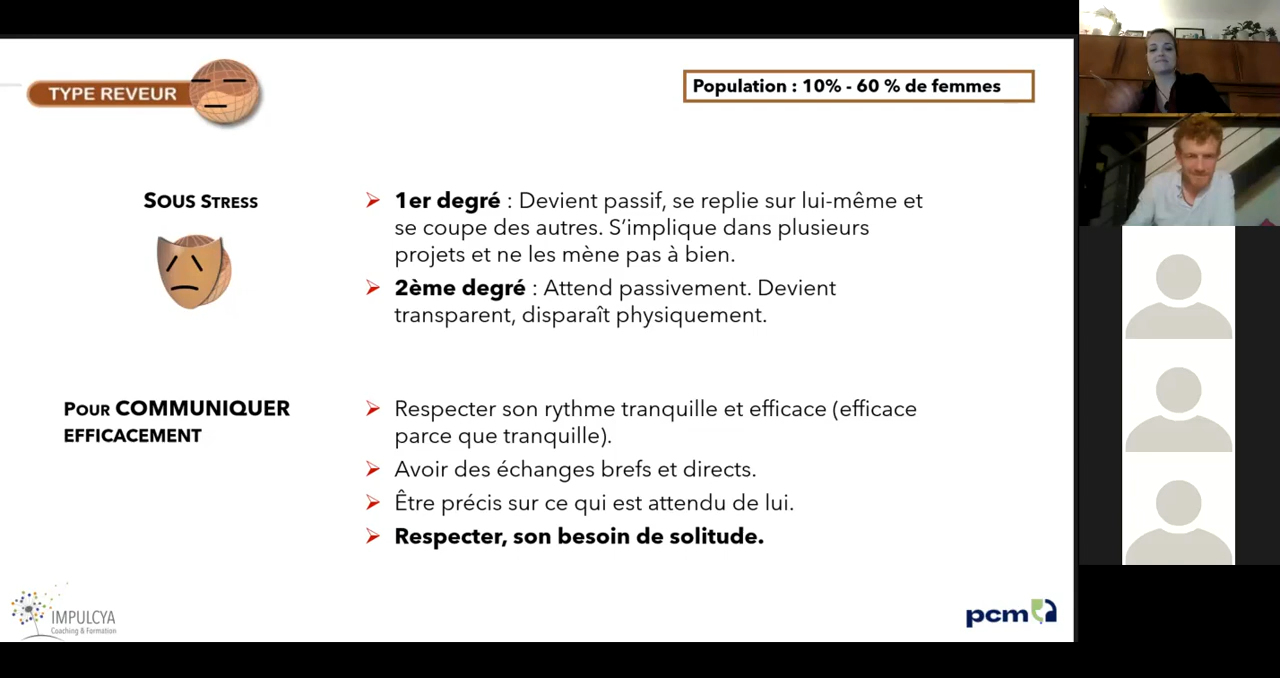 TYPE REVEUR
Population : 10% - 60 % de femmes
SOUS STRESS
➢ 1er degré : Devient passif, se replie sur lui-même et
se coupe des autres. S’implique dans plusieurs
projets et ne les mène pas à bien.
➢ 2ème degré : Attend passivement. Devient
transparent, disparaît physiquement.
POUR COMMUNIQUER
EFFICACEMENT
➢ Respecter son rythme tranquille et efficace (efficace
parce que tranquille).
➢ Avoir des échanges brefs et directs.
➢ Être précis sur ce qui est attendu de lui.
➢ Respecter, son besoin de solitude.
IMPULCYA
Coaching & Formation
pcm